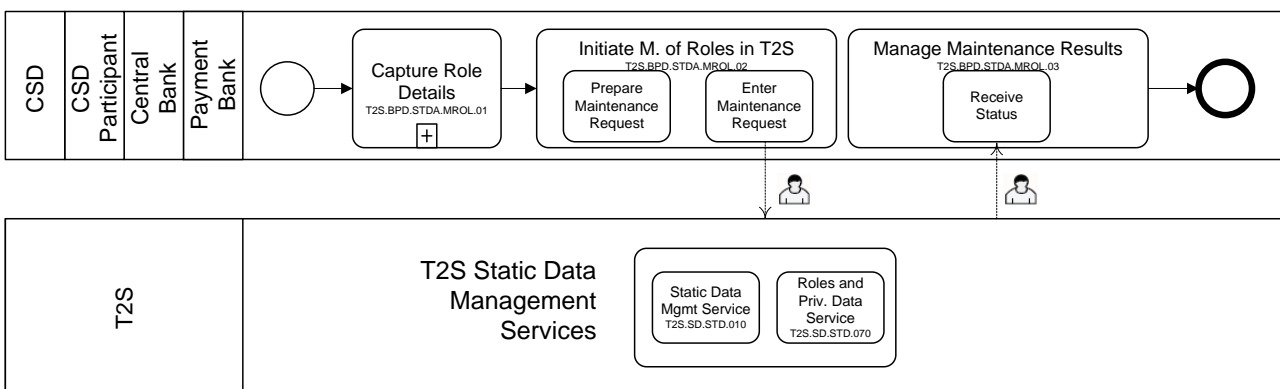 CSD
CSD
Participant
Central
Bank
Payment
Bank
Capture Role
Details
T2S.BPD.STDA.MROL.01
+
Initiate M. of Roles in T2S
T2S.BPD.STDA.MROL.02
Prepare
Maintenance
Request
Enter
Maintenance
Request
Manage Maintenance Results
T2S.BPD.STDA.MROL.03
Receive
Status
T2S
T2S Static Data
Management
Services
Static Data
Mgmt Service
T2S.SD.STD.010
Roles and
Priv. Data
Service
T2S.SD.STD.070